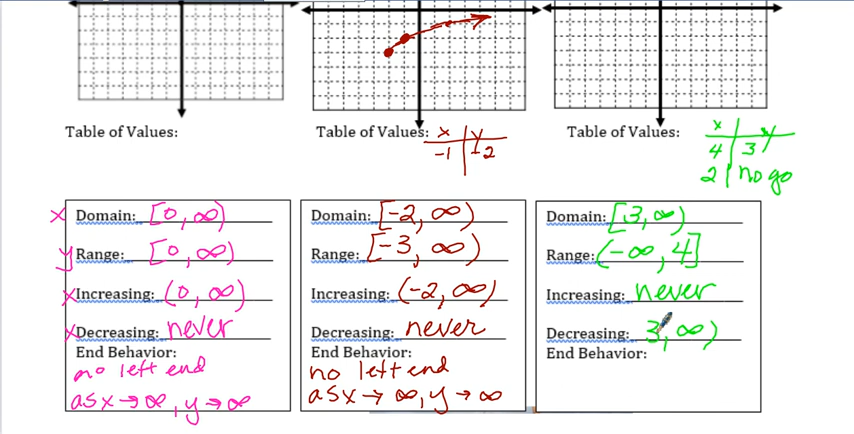 Table of Values:
Table of Values:
x y
-1 -2
Table of Values:
x y
4 3
2 no go
x Domain: [0, ∞)
y Range: [0, ∞)
x Increasing: (0, ∞)
x Decreasing: never
End Behavior:
no left end
as x → ∞, y → ∞
Domain: [-2, ∞)
Range: [-3, ∞)
Increasing: (-2, ∞)
Decreasing: never
End Behavior:
no left end
as x → ∞, y → ∞
Domain: [3, ∞)
Range: (-∞, 4]
Increasing: never
Decreasing: 3, ∞)
End Behavior: